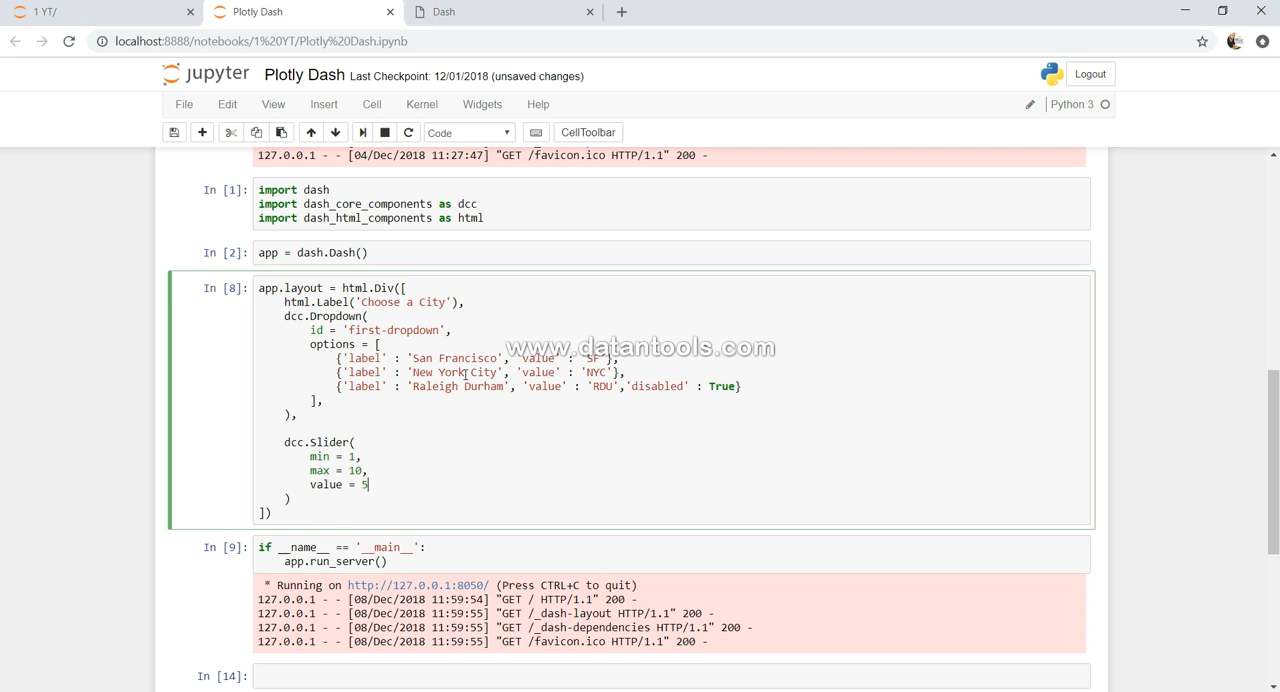 1 YT/
Plotly Dash
Dash
localhost:8888/notebooks/1%20YT/Plotly%20Dash.ipynb
jupyter Plotly Dash Last Checkpoint: 12/01/2018 (unsaved changes)
Logout
File Edit View Insert Cell Kernel Widgets Help
Python 3
Code
CellToolbar
127.0.0.1 - - [04/Dec/2018 11:27:47] "GET /favicon.ico HTTP/1.1" 200 -
In [1]: import dash
import dash_core_components as dcc
import dash_html_components as html
In [2]: app = dash.Dash()
In [8]: app.layout = html.Div([
html.Label('Choose a City'),
dcc.Dropdown(
id = 'first-dropdown',
options = [
www.datantools.com
{'label' : 'San Francisco', 'value' : 'SF'},
{'label' : 'New York City', 'value' : 'NYC'},
{'label' : 'Raleigh Durham', 'value' : 'RDU','disabled' : True}
],
),
dcc.Slider(
min = 1,
max = 10,
value = 5
)
])
In [9]: if __name__ == '__main__':
app.run_server()
* Running on http://127.0.0.1:8050/ (Press CTRL+C to quit)
127.0.0.1 - - [08/Dec/2018 11:59:54] "GET / HTTP/1.1" 200 -
127.0.0.1 - - [08/Dec/2018 11:59:55] "GET /_dash-layout HTTP/1.1" 200 -
127.0.0.1 - - [08/Dec/2018 11:59:55] "GET /_dash-dependencies HTTP/1.1" 200 -
127.0.0.1 - - [08/Dec/2018 11:59:55] "GET /favicon.ico HTTP/1.1" 200 -
In [14]: